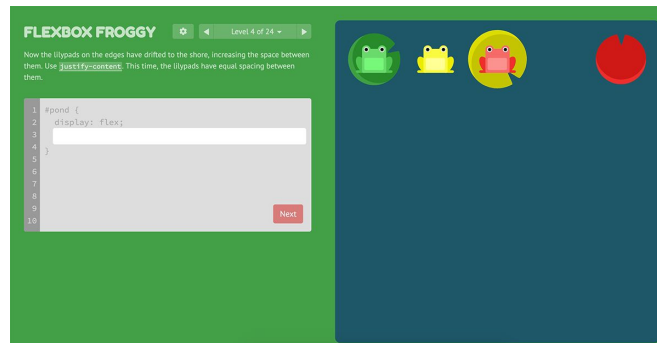 FLEXBOX FROGGY
Level 4 of 24
Now the lilypads on the edges have drifted to the shore, increasing the space between
them. Use justify-content. This time, the lilypads have equal spacing between
them.
1 #pond {
2 display: flex;
3
4 }
5
6
7
8
9
10
Next